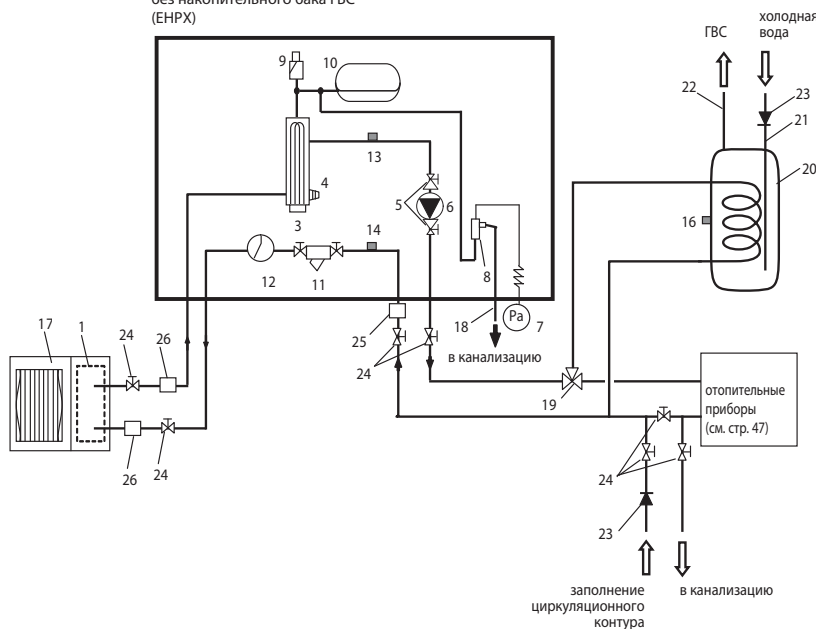 без накопительного бака ГВС
(EHPX)
ГВС
холодная
вода
9
10
22
23
21
13
4
20
5
6
16
3
14
8
12
11
17
1
24
26
25
18
Pa
7
24
в канализацию
19
отопительные
приборы
(см. стр. 47)
26
24
24
23
заполнение
циркуляционного
контура
в канализацию